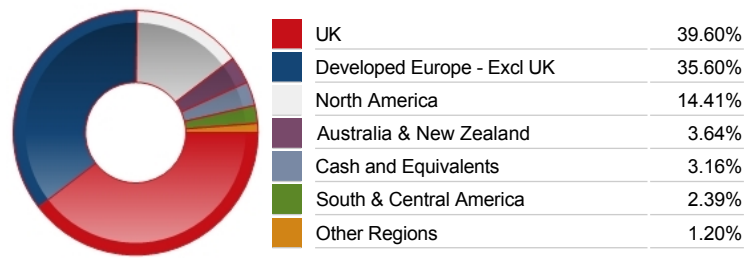 UK 39.60%
Developed Europe - Excl UK 35.60%
North America 14.41%
Australia & New Zealand 3.64%
Cash and Equivalents 3.16%
South & Central America 2.39%
Other Regions 1.20%